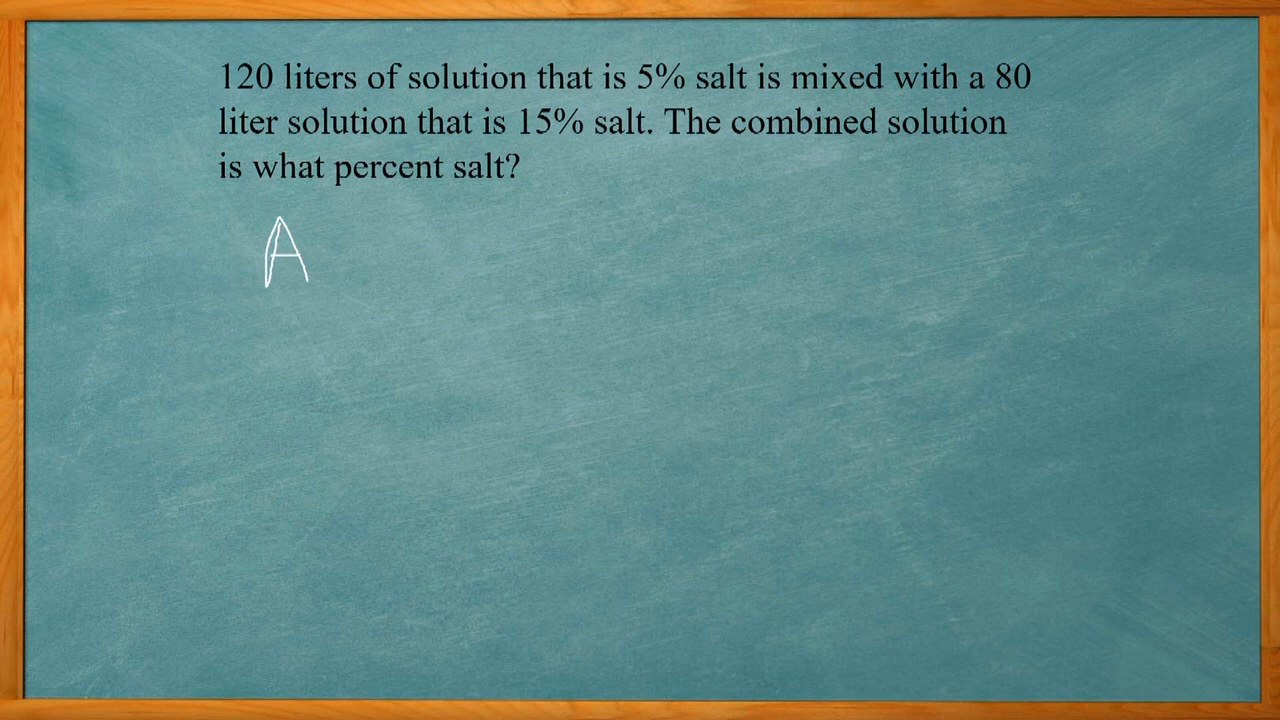 120 liters of solution that is 5% salt is mixed with a 80
liter solution that is 15% salt. The combined solution
is what percent salt?
A